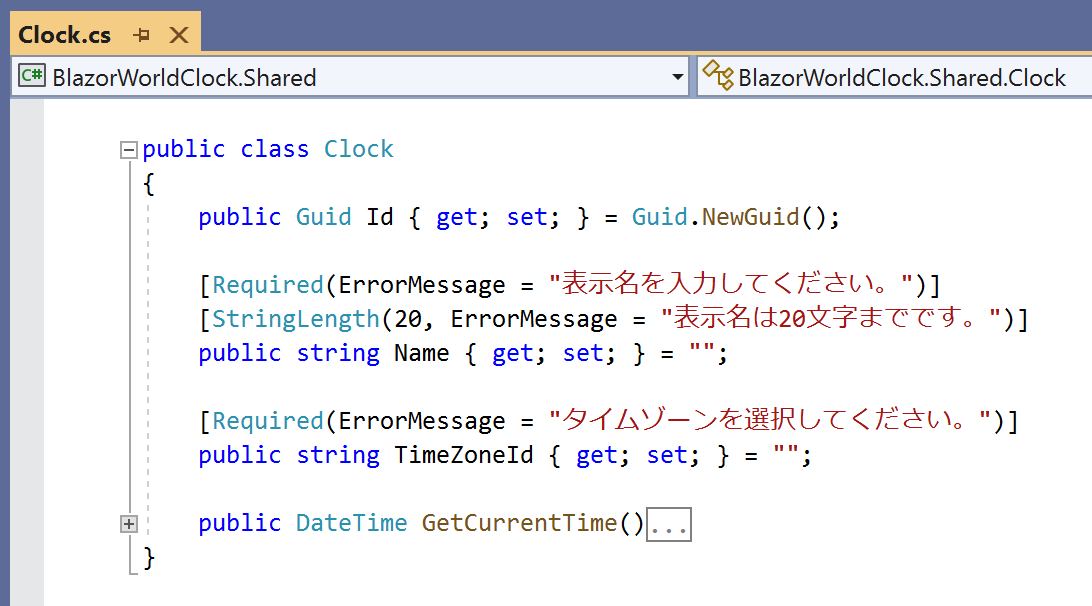 Clock.cs
C# BlazorWorldClock.Shared
BlazorWorldClock.Shared.Clock
public class Clock
{
public Guid Id { get; set; } = Guid.NewGuid();
[Required(ErrorMessage = "表示名を入力してください。")]
[StringLength(20, ErrorMessage = "表示名は20文字までです。")]
public string Name { get; set; } = "";
[Required(ErrorMessage = "タイムゾーンを選択してください。")]
public string TimeZoneId { get; set; } = "";
public DateTime GetCurrentTime()...
}